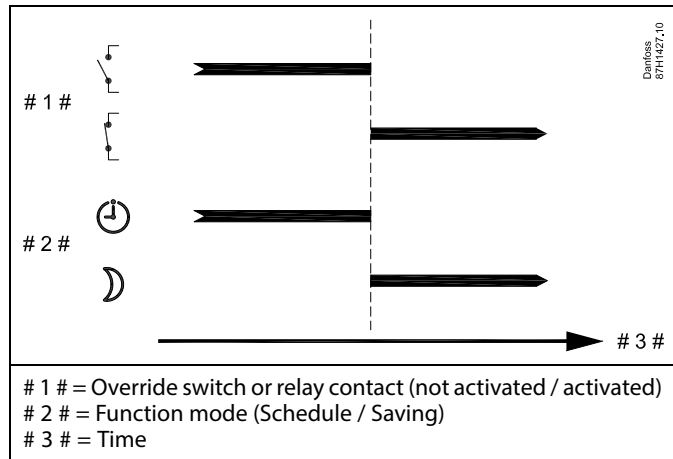 Danfoss
87H1427.10
# 1 #
# 2 #
# 3 #
# 1 # = Override switch or relay contact (not activated / activated)
# 2 # = Function mode (Schedule / Saving)
# 3 # = Time